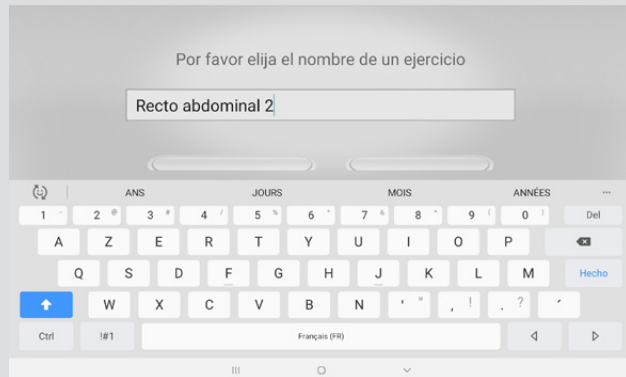 Por favor elija el nombre de un ejercicio
Recto abdominal 2
ANS JOURS MOIS ANNÉES ...
1 - 2 @ 3 # 4 / 5 % 6 ^ 7 & 8 * 9 ( 0 ) Del
A Z E R T Y U I O P
Q S D F G H J K L M Hecho
W X C V B N ' " , ! . ? ´
Ctrl !#1 Français (FR)